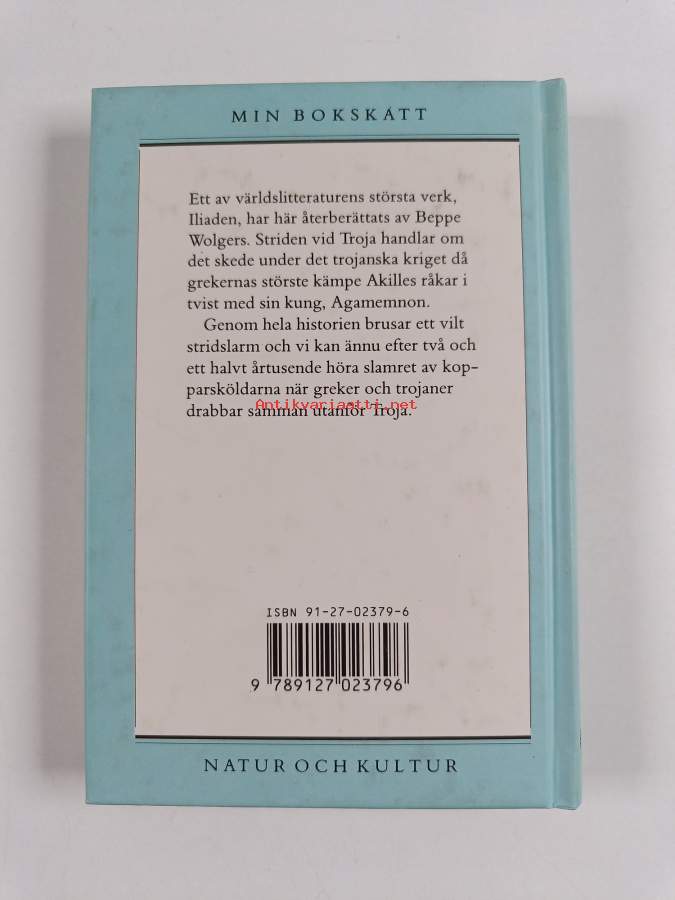 MIN BOKSKATT
Ett av världslitteraturens största verk,
Iliaden, har här återberättats av Beppe
Wolgers. Striden vid Troja handlar om
det skede under det trojanska kriget då
grekernas störste kämpe Akilles råkar i
tvist med sin kung, Agamemnon.
Genom hela historien brusar ett vilt
stridslarm och vi kan ännu efter två och
ett halvt årtusende höra slamret av kop-
parsköldarna när greker och trojaner
drabbar samman utanför Troja.
Antikvariaatti.net
ISBN 91-27-02379-6
9 789127 023796
NATUR OCH KULTUR